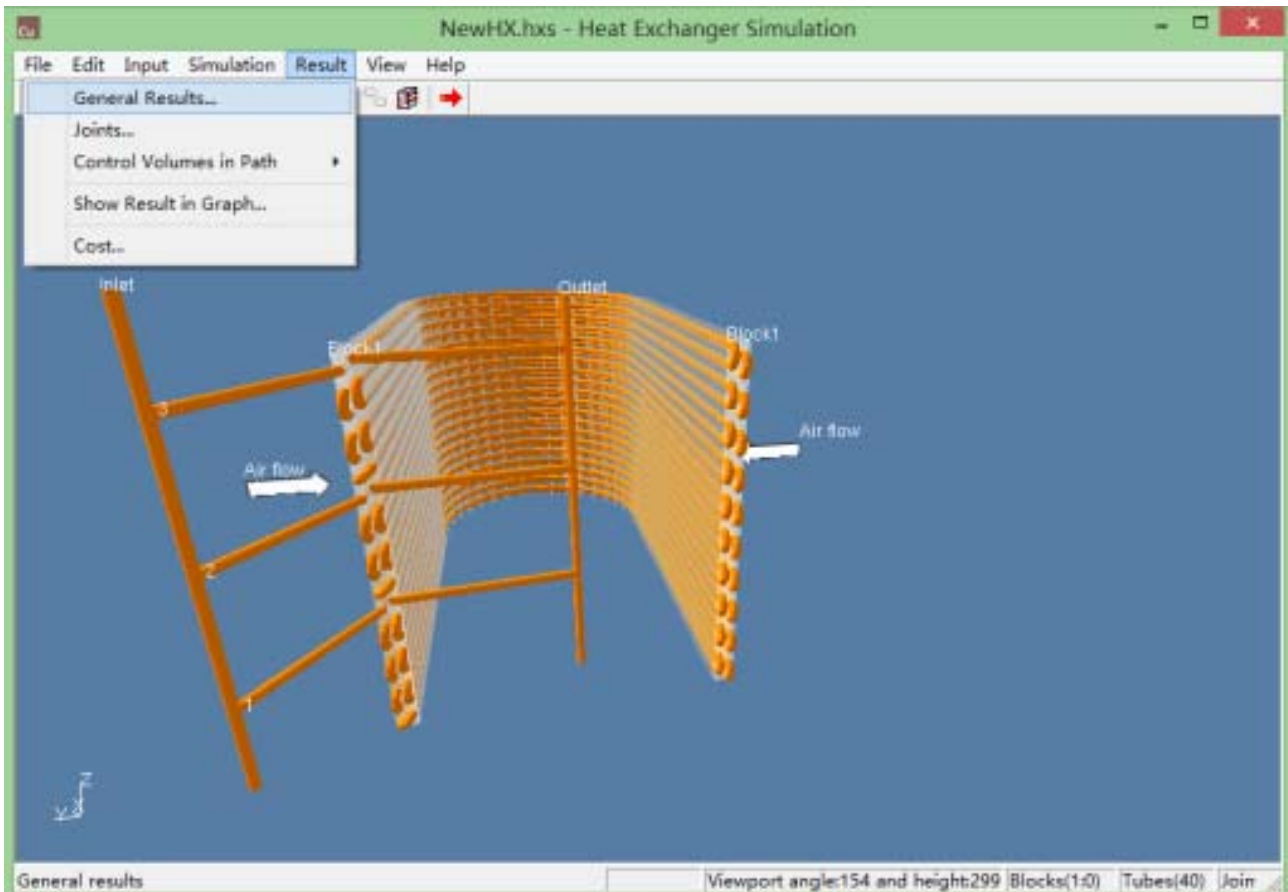 Cu
NewHX.hxs - Heat Exchanger Simulation
File Edit Input Simulation Result View Help
General Results...
Joints...
Control Volumes in Path
Show Result in Graph...
Cost...
Inlet
Outlet
Block1
Block1
3
Air flow
Air flow
2
1
Z
Y
General results
Viewport angle:154 and height:299 Blocks(1:0) Tubes(40) Join